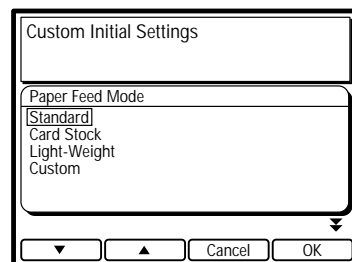 Custom Initial Settings
Paper Feed Mode
Standard
Card Stock
Light-Weight
Custom
▼ ▲ Cancel OK